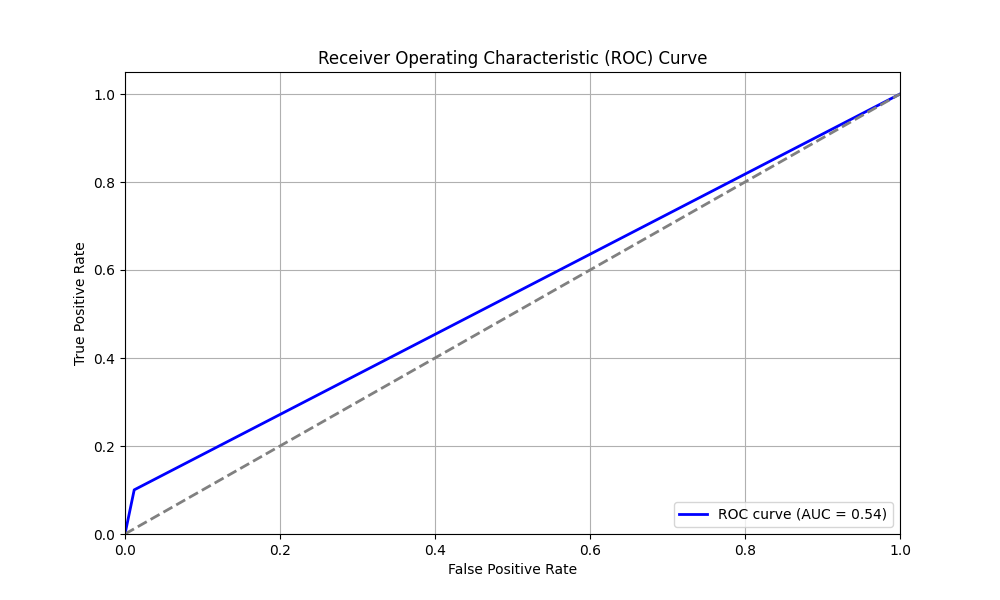 Receiver Operating Characteristic (ROC) Curve
1.0
0.8
0.6
0.4
0.2
0.0
True Positive Rate
ROC curve (AUC = 0.54)
0.0 0.2 0.4 0.6 0.8 1.0
False Positive Rate